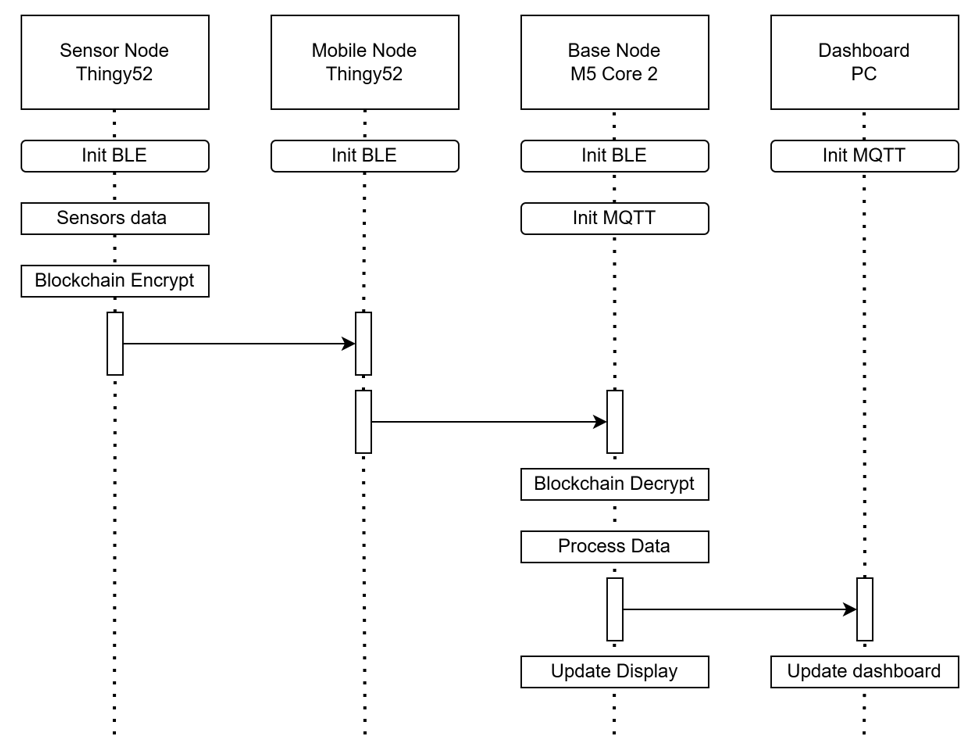 Sensor Node
Thingy52
Mobile Node
Thingy52
Base Node
M5 Core 2
Dashboard
PC
Init BLE
Init BLE
Init BLE
Init MQTT
Sensors data
Init MQTT
Blockchain Encrypt
Blockchain Decrypt
Process Data
Update Display
Update dashboard